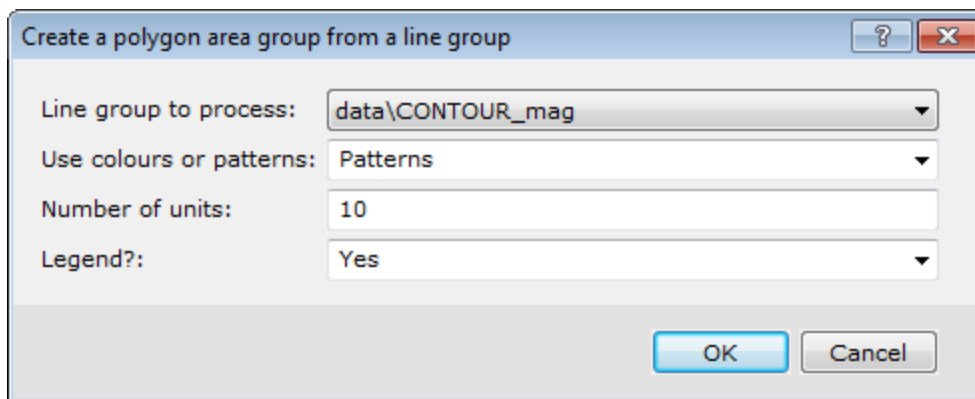 Create a polygon area group from a line group ?
Line group to process: data\CONTOUR_mag
Use colours or patterns: Patterns
Number of units: 10
Legend?: Yes
OK Cancel